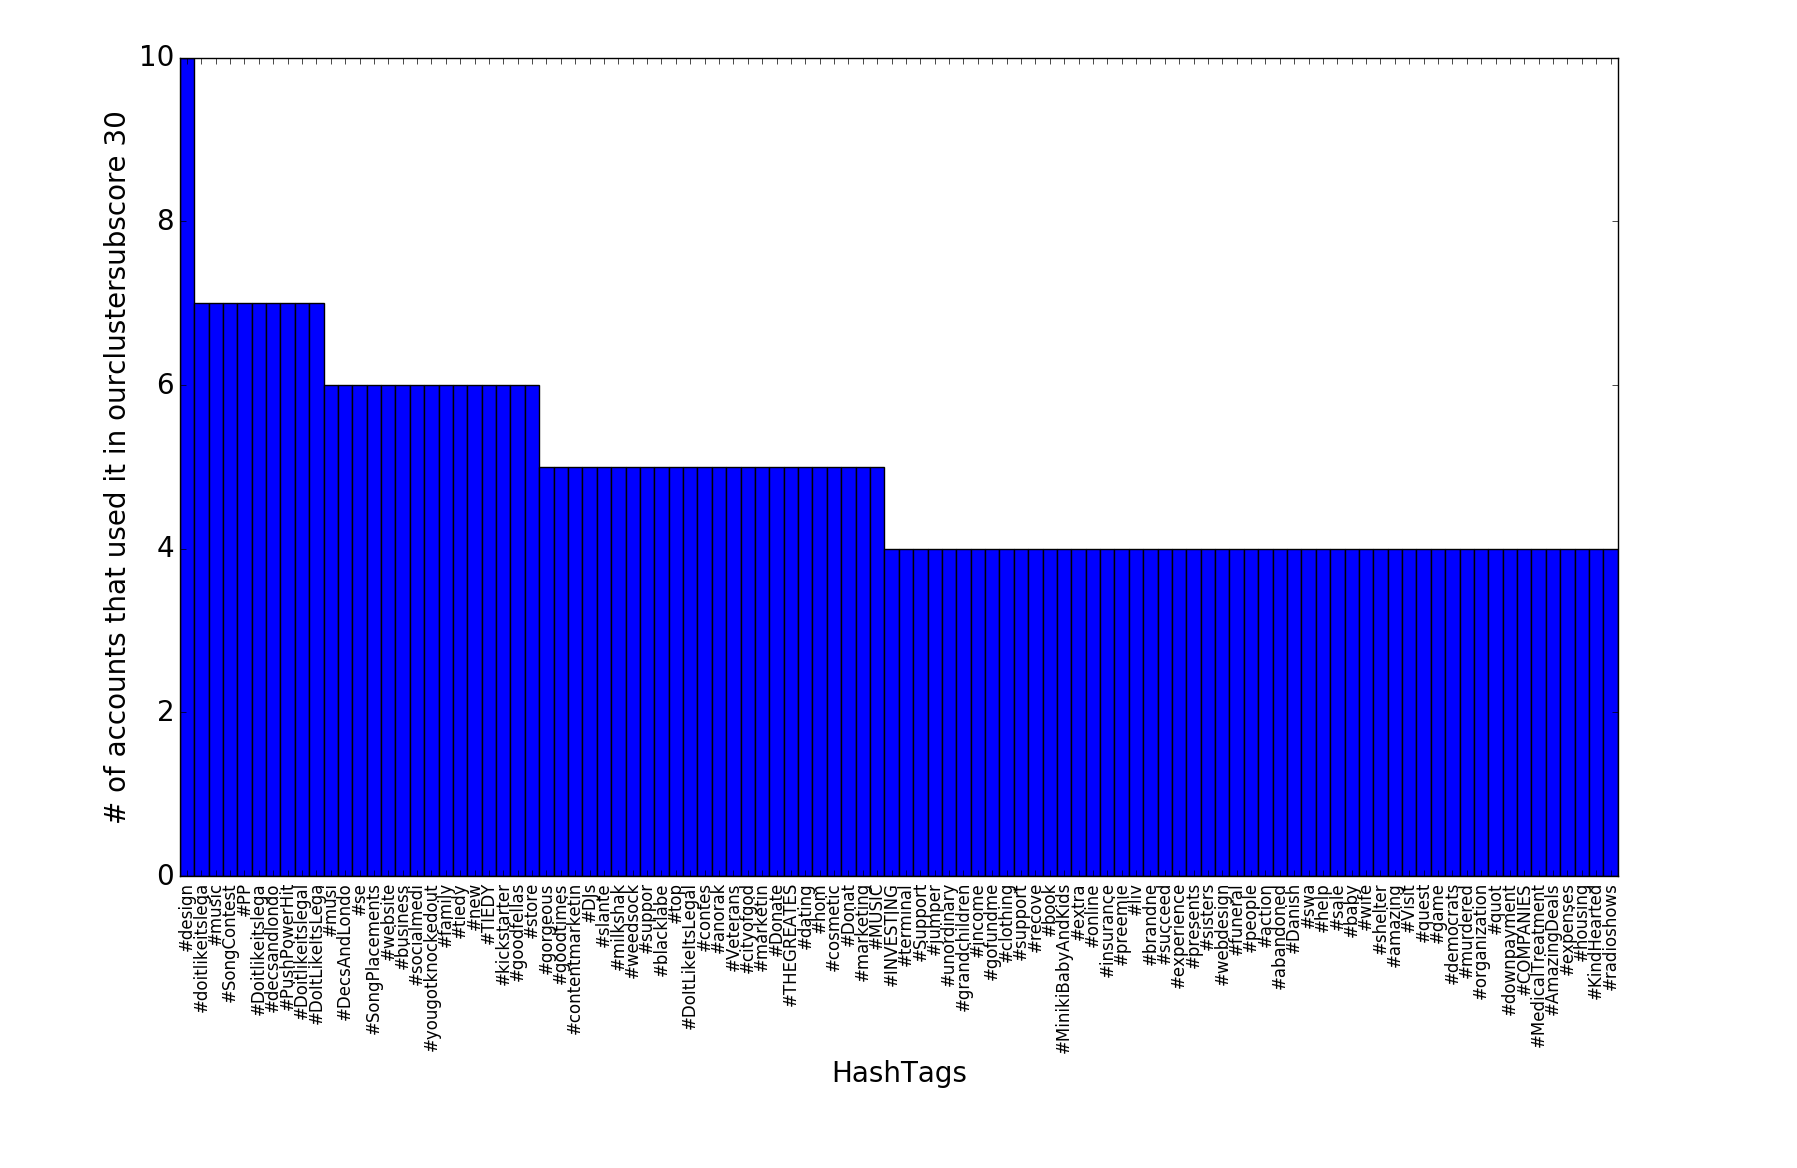 # of accounts that used it in ourclustersubscore 30
10
8
6
4
2
0
#design
#doitlikeitslega
#music
#SongContest
#PP
#Doitlikeitslega
#decsandlondo
#PushPowerHit
#Doitlikeitslegal
#DoItLikeItsLega
#musi
#DecsAndLondo
#se
#SongPlacements
#website
#business
#socialmedi
#yougotknockedout
#family
#tiedy
#new
#TIEDY
#kickstarter
#goodfellas
#store
#gorgeous
#goodtimes
#contentmarketin
#DJs
#slante
#milkshak
#weedsock
#suppor
#blacklabe
#top
#DoItLikeItsLegal
#confes
#anorak
#Veterans
#cityofgod
#marketin
#Donate
#THEGREATES
#dating
#hom
#cosmetic
#Donat
#marketing
#MUSIC
#INVESTING
#terminal
#Support
#jumper
#unordinary
#grandchildren
#income
#gofundme
#clothing
#support
#recove
#book
#MinikiBabyAndKids
#extra
#online
#insurance
#preemie
#liv
#brandne
#succeed
#experience
#presents
#sisters
#webdesign
#funeral
#people
#action
#abandoned
#Danish
#swa
#help
#sale
#baby
#wife
#shelter
#amazing
#Visit
#quest
#game
#democrats
#murdered
#organization
#quot
#downpayment
#COMPANIES
#MedicalTreatment
#AmazingDeals
#expenses
#housing
#KindHearted
#radioshows
HashTags